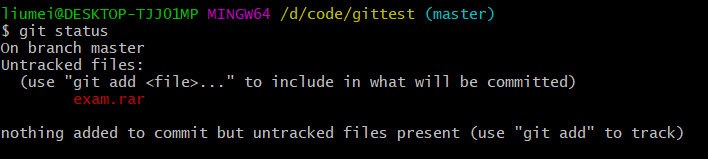 liumei@DESKTOP-TJJO1MP MINGW64 /d/code/gittest (master)
$ git status
On branch master
Untracked files:
  (use "git add <file>..." to include in what will be committed)
        exam.rar

nothing added to commit but untracked files present (use "git add" to track)